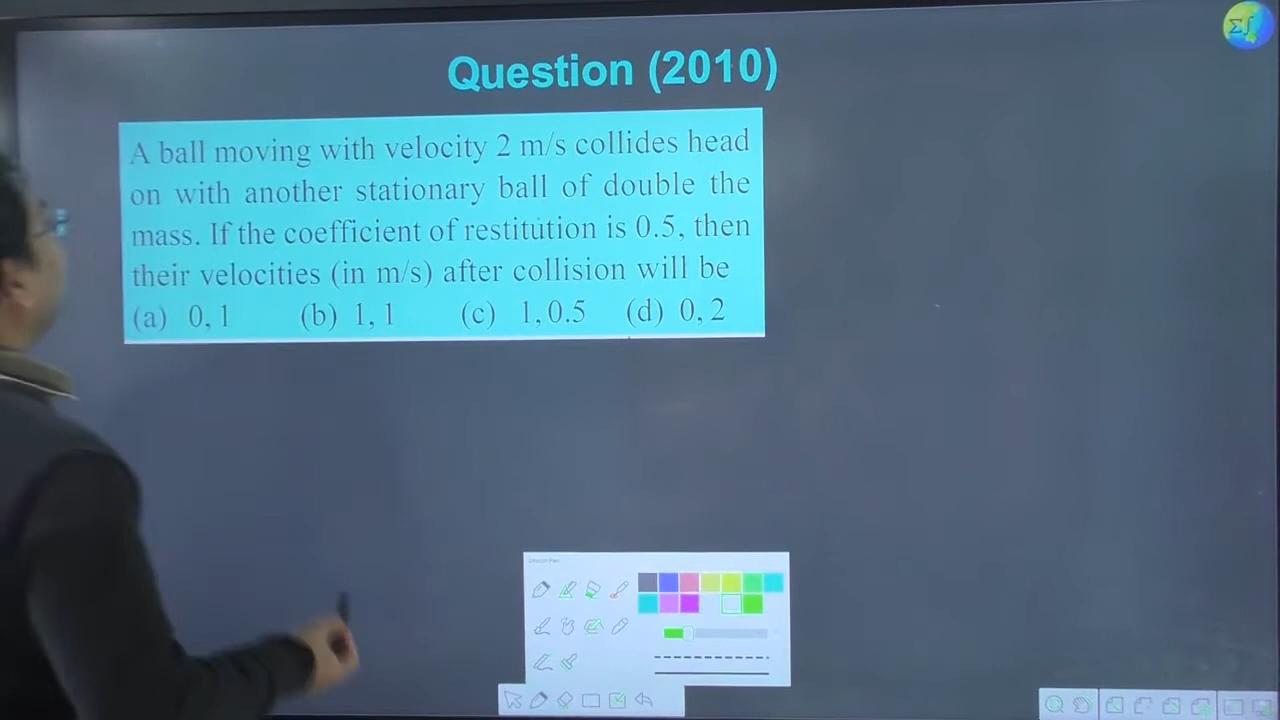 Question (2010)
A ball moving with velocity 2 m/s collides head
on with another stationary ball of double the
mass. If the coefficient of restitution is 0.5, then
their velocities (in m/s) after collision will be
(a) 0, 1 (b) 1, 1 (c) 1, 0.5 (d) 0, 2
Σ∫